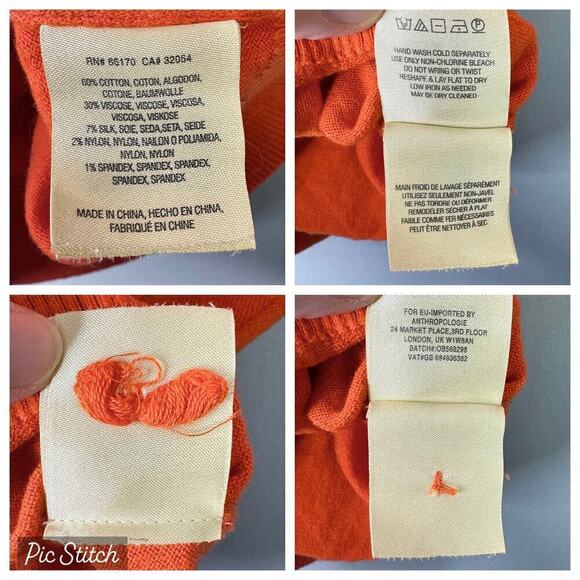 RN# 66170 CA# 32054
60% COTTON, COTON, ALGODON,
COTONE, BAUMWOLLE
30% VISCOSE, VISCOSE, VISCOSA,
VISCOSA, VISKOSE
7% SILK, SOIE, SEDA,SETA, SEIDE
2% NYLON, NYLON, NAILON O POLIAMIDA,
NYLON, NYLON
1% SPANDEX, SPANDEX, SPANDEX,
SPANDEX, SPANDEX
MADE IN CHINA, HECHO EN CHINA,
FABRIQUÉ EN CHINE
HAND WASH COLD SEPARATELY
USE ONLY NON-CHLORINE BLEACH
DO NOT WRING OR TWIST
RESHAPE & LAY FLAT TO DRY
LOW IRON AS NEEDED
MAY BE DRY CLEANED
MAIN FROID DE LAVAGE SÉPARÉMENT
UTILISEZ SEULEMENT NON-JAVEL
NE PAS TORDRE OU DÉFORMER
REMODELER SÉCHER À PLAT
FAIBLE COMME FER NÉCESSAIRES
PEUT ÊTRE NETTOYER À SEC
FOR EU-IMPORTED BY
ANTHROPOLOGIE
24 MARKET PLACE,3RD FLOOR
LONDON, UK W1W8AN
BATCH#:OB568298
VAT#GB 684936382
Pic Stitch